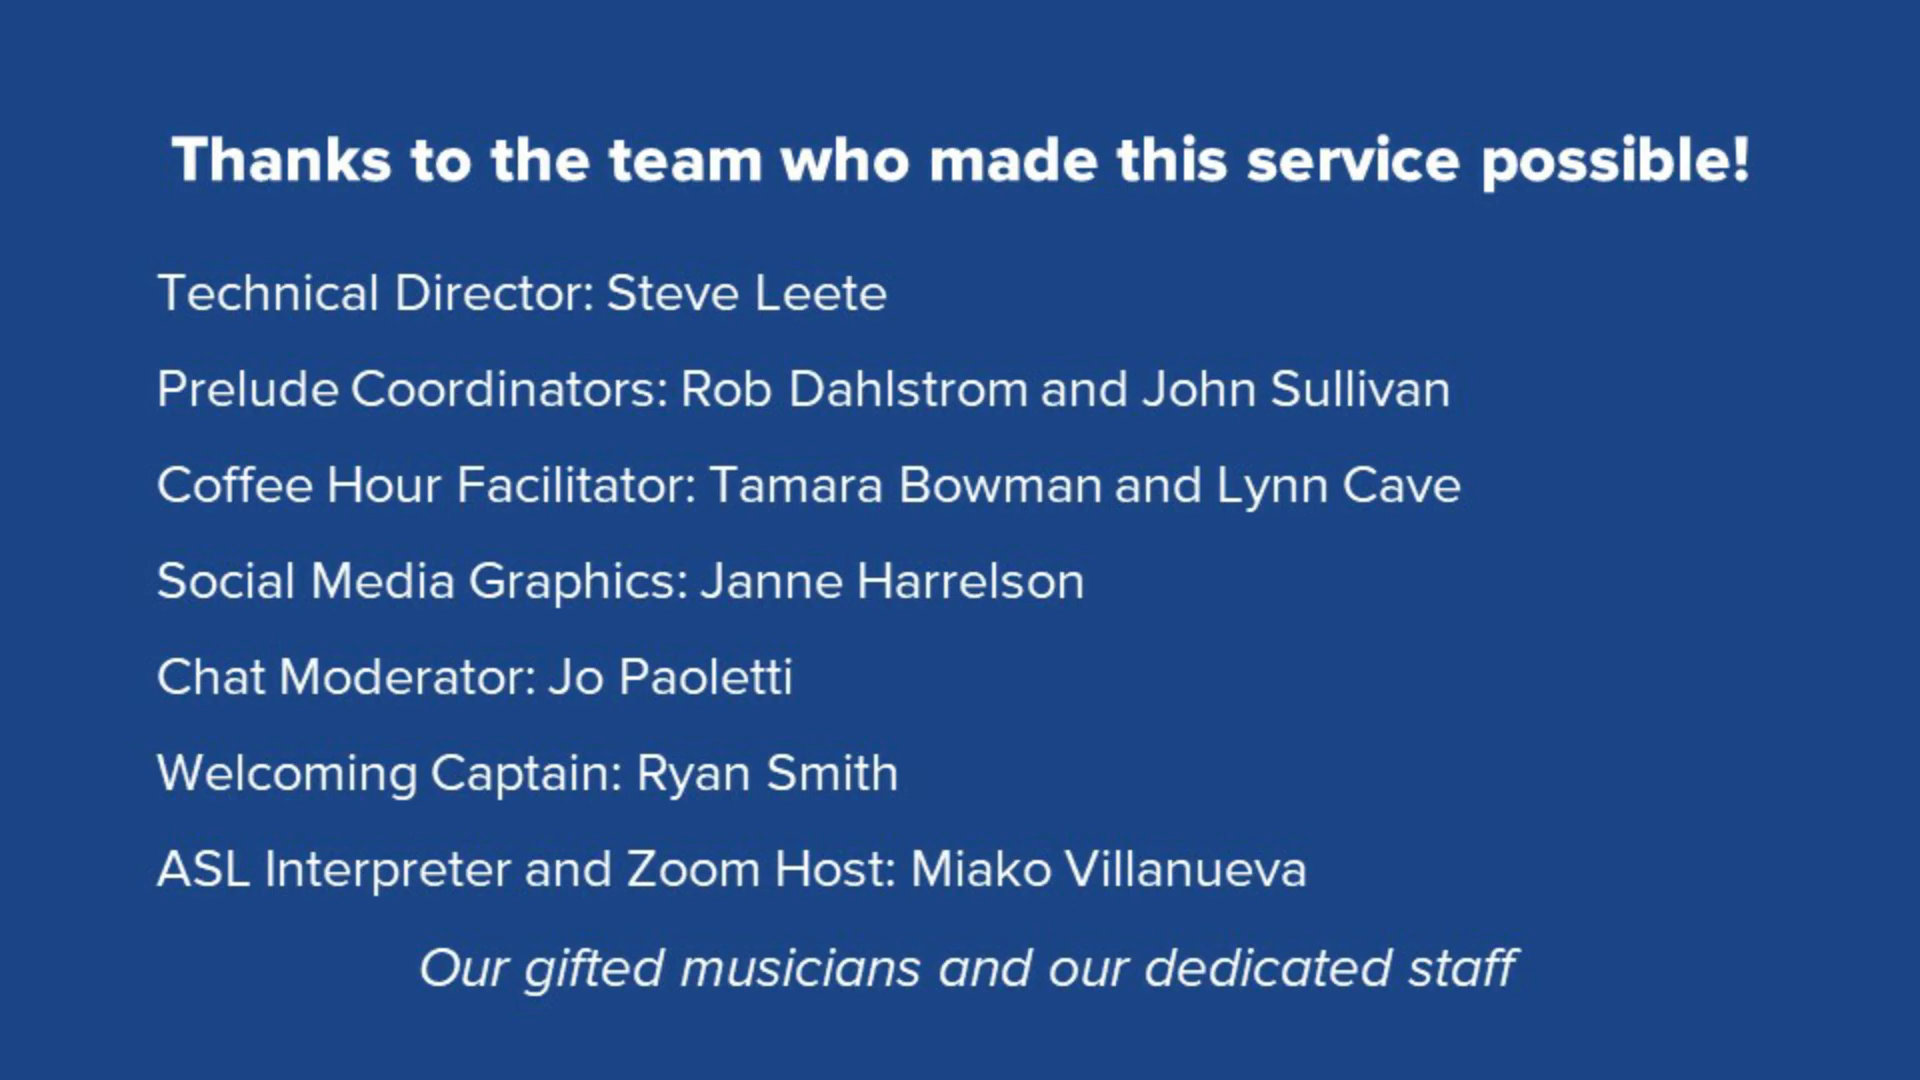 Thanks to the team who made this service possible!
Technical Director: Steve Leete
Prelude Coordinators: Rob Dahlstrom and John Sullivan
Coffee Hour Facilitator: Tamara Bowman and Lynn Cave
Social Media Graphics: Janne Harrelson
Chat Moderator: Jo Paoletti
Welcoming Captain: Ryan Smith
ASL Interpreter and Zoom Host: Miako Villanueva
Our gifted musicians and our dedicated staff